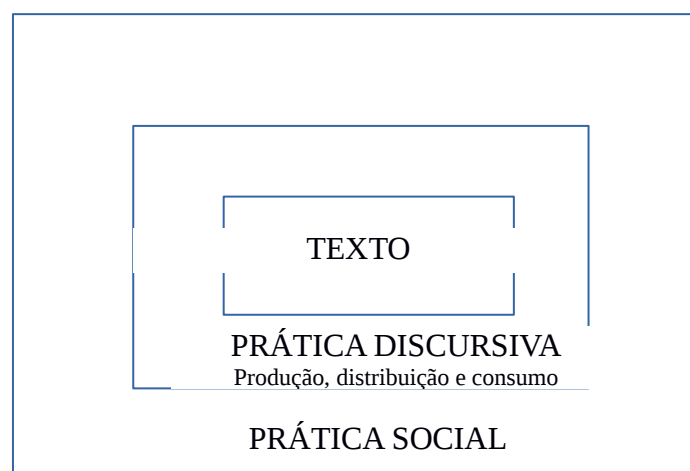 TEXTO
PRÁTICA DISCURSIVA
Produção, distribuição e consumo
PRÁTICA SOCIAL